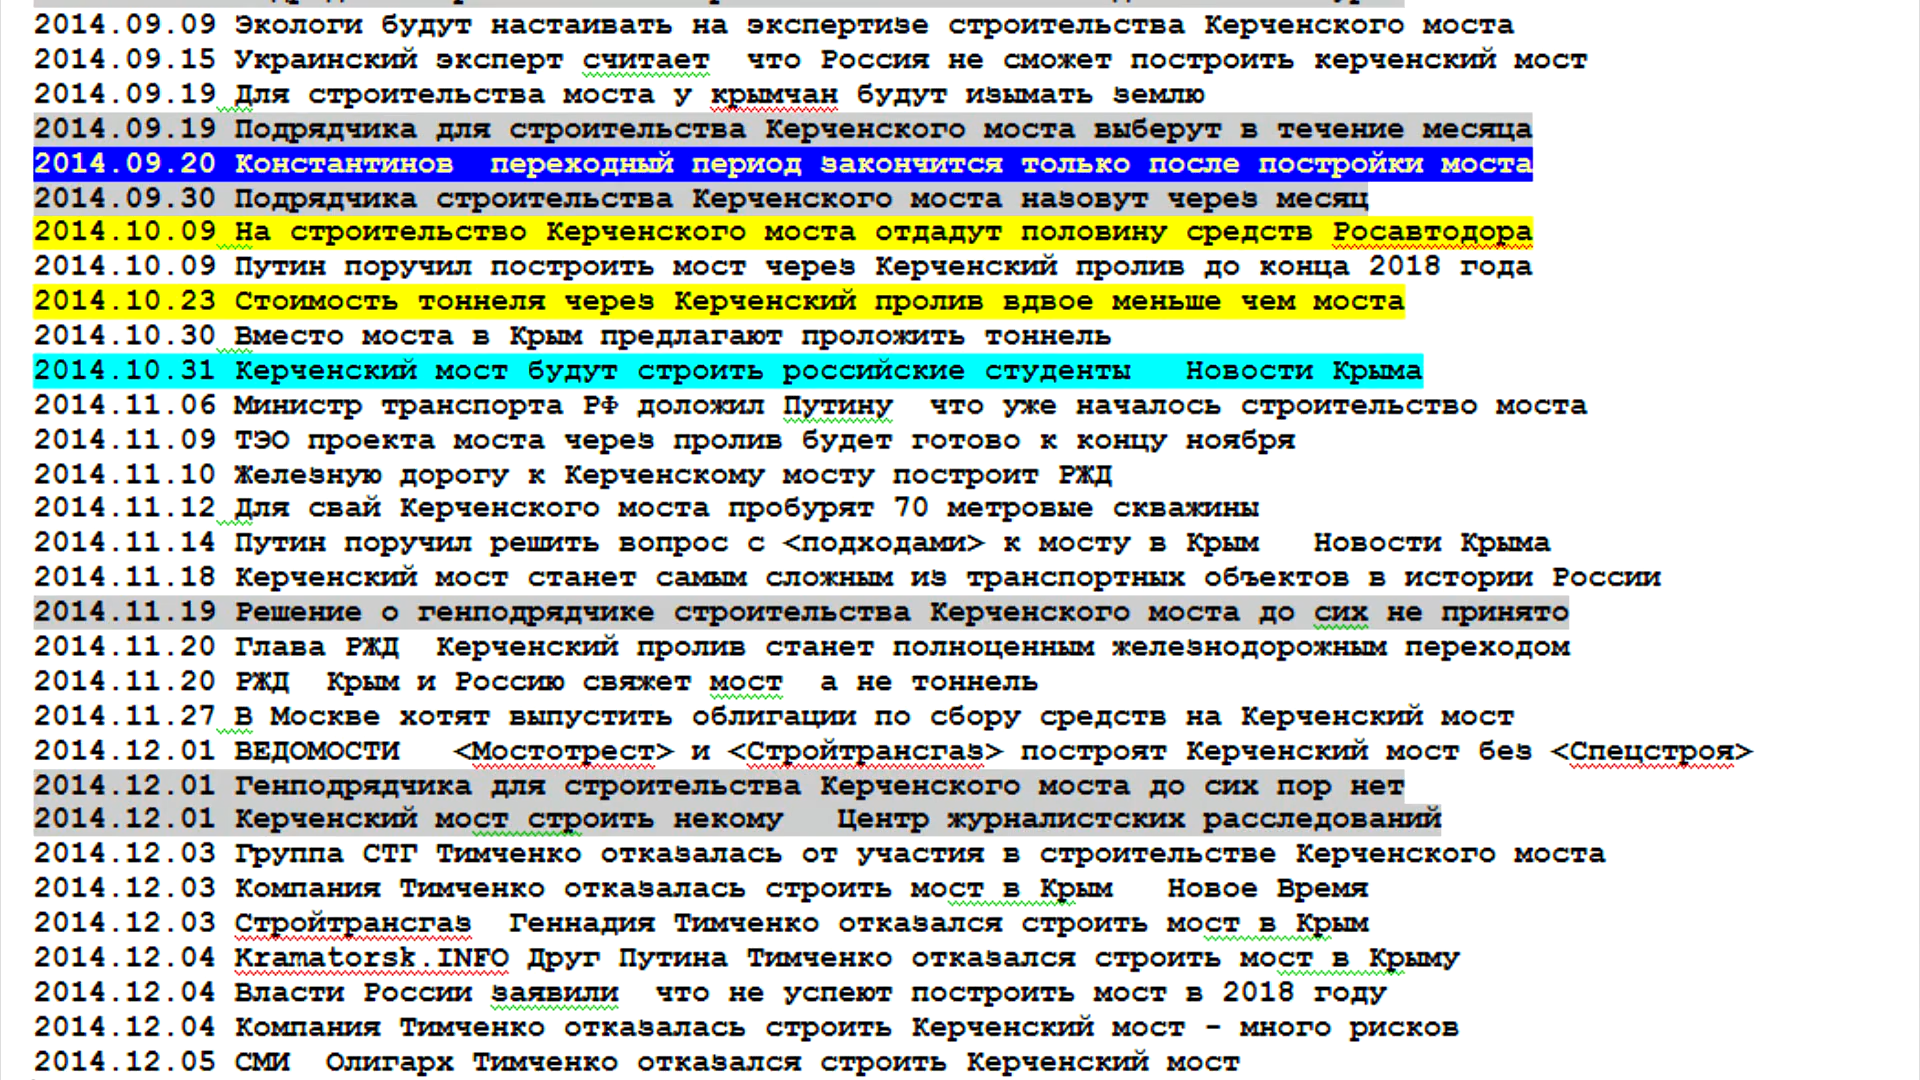 2014.09.09 Экологи будут настаивать на экспертизе строительства Керченского моста
2014.09.15 Украинский эксперт считает  что Россия не сможет построить керченский мост
2014.09.19 Для строительства моста у крымчан будут изымать землю
2014.09.19 Подрядчика для строительства Керченского моста выберут в течение месяца
2014.09.20 Константинов  переходный период закончится только после постройки моста
2014.09.30 Подрядчика строительства Керченского моста назовут через месяц
2014.10.09 На строительство Керченского моста отдадут половину средств Росавтодора
2014.10.09 Путин поручил построить мост через Керченский пролив до конца 2018 года
2014.10.23 Стоимость тоннеля через Керченский пролив вдвое меньше чем моста
2014.10.30 Вместо моста в Крым предлагают проложить тоннель
2014.10.31 Керченский мост будут строить российские студенты   Новости Крыма
2014.11.06 Министр транспорта РФ доложил Путину  что уже началось строительство моста
2014.11.09 ТЭО проекта моста через пролив будет готово к концу ноября
2014.11.10 Железную дорогу к Керченскому мосту построит РЖД
2014.11.12 Для свай Керченского моста пробурят 70 метровые скважины
2014.11.14 Путин поручил решить вопрос с <подходами> к мосту в Крым   Новости Крыма
2014.11.18 Керченский мост станет самым сложным из транспортных объектов в истории России
2014.11.19 Решение о генподрядчике строительства Керченского моста до сих не принято
2014.11.20 Глава РЖД  Керченский пролив станет полноценным железнодорожным переходом
2014.11.20 РЖД  Крым и Россию свяжет мост  а не тоннель
2014.11.27 В Москве хотят выпустить облигации по сбору средств на Керченский мост
2014.12.01 ВЕДОМОСТИ   <Мостотрест> и <Стройтрансгаз> построят Керченский мост без <Спецстроя>
2014.12.01 Генподрядчика для строительства Керченского моста до сих пор нет
2014.12.01 Керченский мост строить некому   Центр журналистских расследований
2014.12.03 Группа СТГ Тимченко отказалась от участия в строительстве Керченского моста
2014.12.03 Компания Тимченко отказалась строить мост в Крым   Новое Время
2014.12.03 Стройтрансгаз  Геннадия Тимченко отказался строить мост в Крым
2014.12.04 Kramatorsk.INFO Друг Путина Тимченко отказался строить мост в Крыму
2014.12.04 Власти России заявили  что не успеют построить мост в 2018 году
2014.12.04 Компания Тимченко отказалась строить Керченский мост - много рисков
2014.12.05 СМИ  Олигарх Тимченко отказался строить Керченский мост